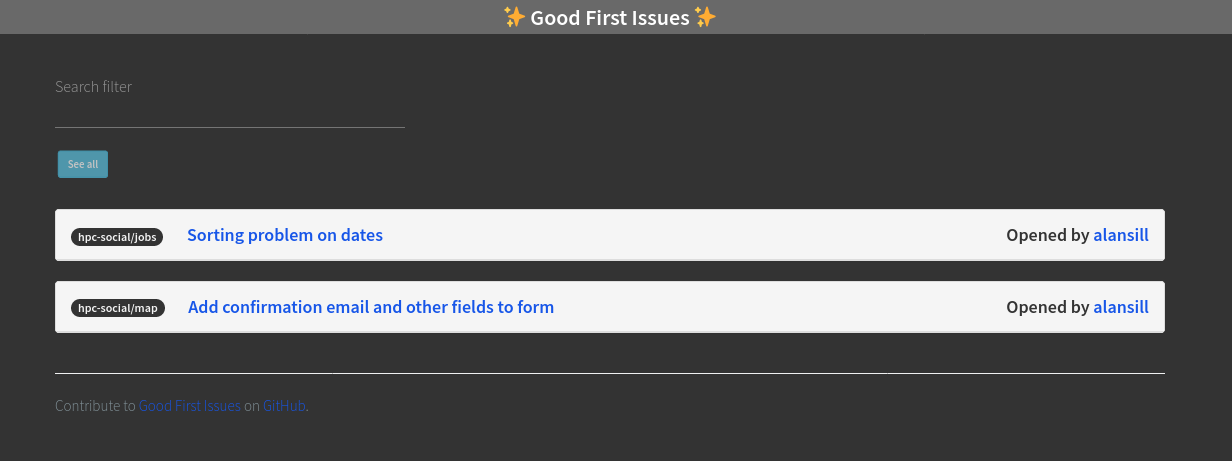 ✨ Good First Issues ✨
Search filter
See all
hpc-social/jobs Sorting problem on dates Opened by alansill
hpc-social/map Add confirmation email and other fields to form Opened by alansill
Contribute to Good First Issues on GitHub.